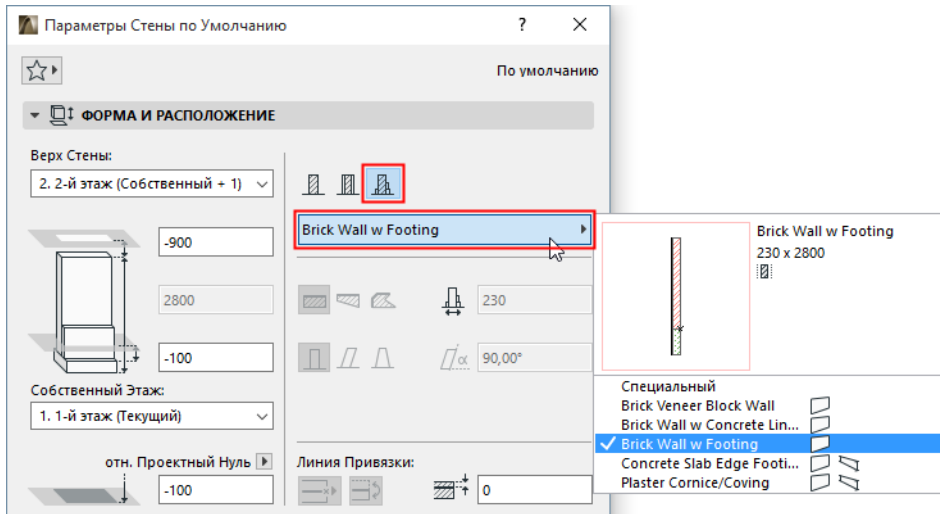 Параметры Стены по Умолчанию
?
По умолчанию
ФОРМА И РАСПОЛОЖЕНИЕ
Верх Стены:
2. 2-й этаж (Собственный + 1)
-900
2800
-100
Собственный Этаж:
1. 1-й этаж (Текущий)
отн. Проектный Нуль
-100
Brick Wall w Footing
230
α
90,00°
Линия Привязки:
0
Brick Wall w Footing
230 x 2800
Специальный
Brick Veneer Block Wall
Brick Wall w Concrete Lin...
Brick Wall w Footing
Concrete Slab Edge Footi...
Plaster Cornice/Coving